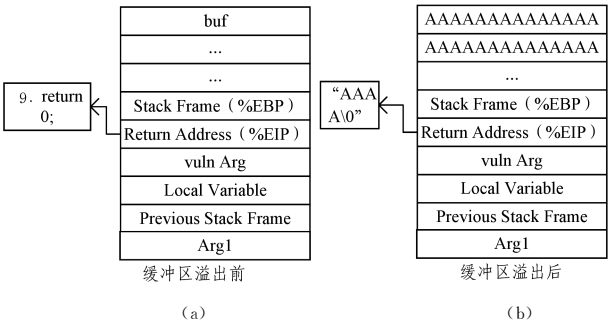 buf
...
...
Stack Frame（%EBP）
Return Address（%EIP）
vuln Arg
Local Variable
Previous Stack Frame
Arg1
9. return
0;
缓冲区溢出前
（a）
AAAAAAAAAAAAAA
AAAAAAAAAAAAAA
...
Stack Frame（%EBP）
Return Address（%EIP）
vuln Arg
Local Variable
Previous Stack Frame
Arg1
“AAA
A\0”
缓冲区溢出后
（b）